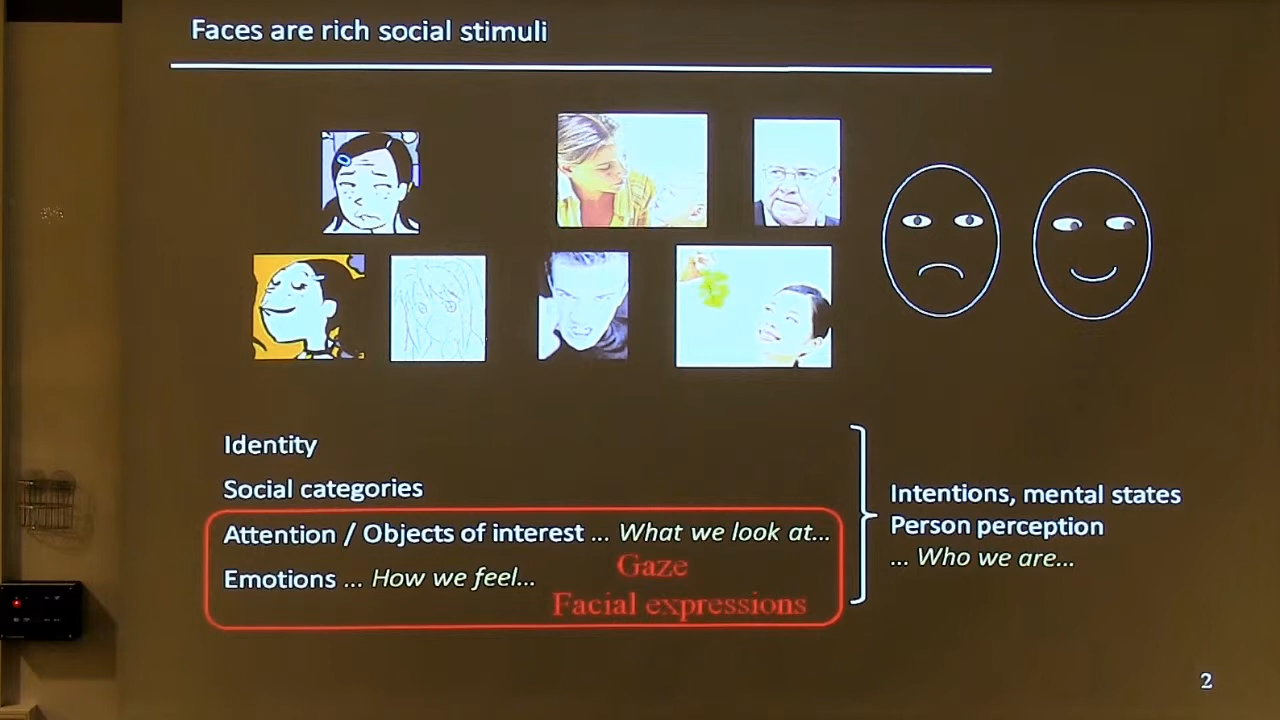 Faces are rich social stimuli
Identity
Social categories
Attention / Objects of interest ... What we look at...
Emotions ... How we feel...
Gaze
Facial expressions
Intentions, mental states
Person perception
... Who we are...
2